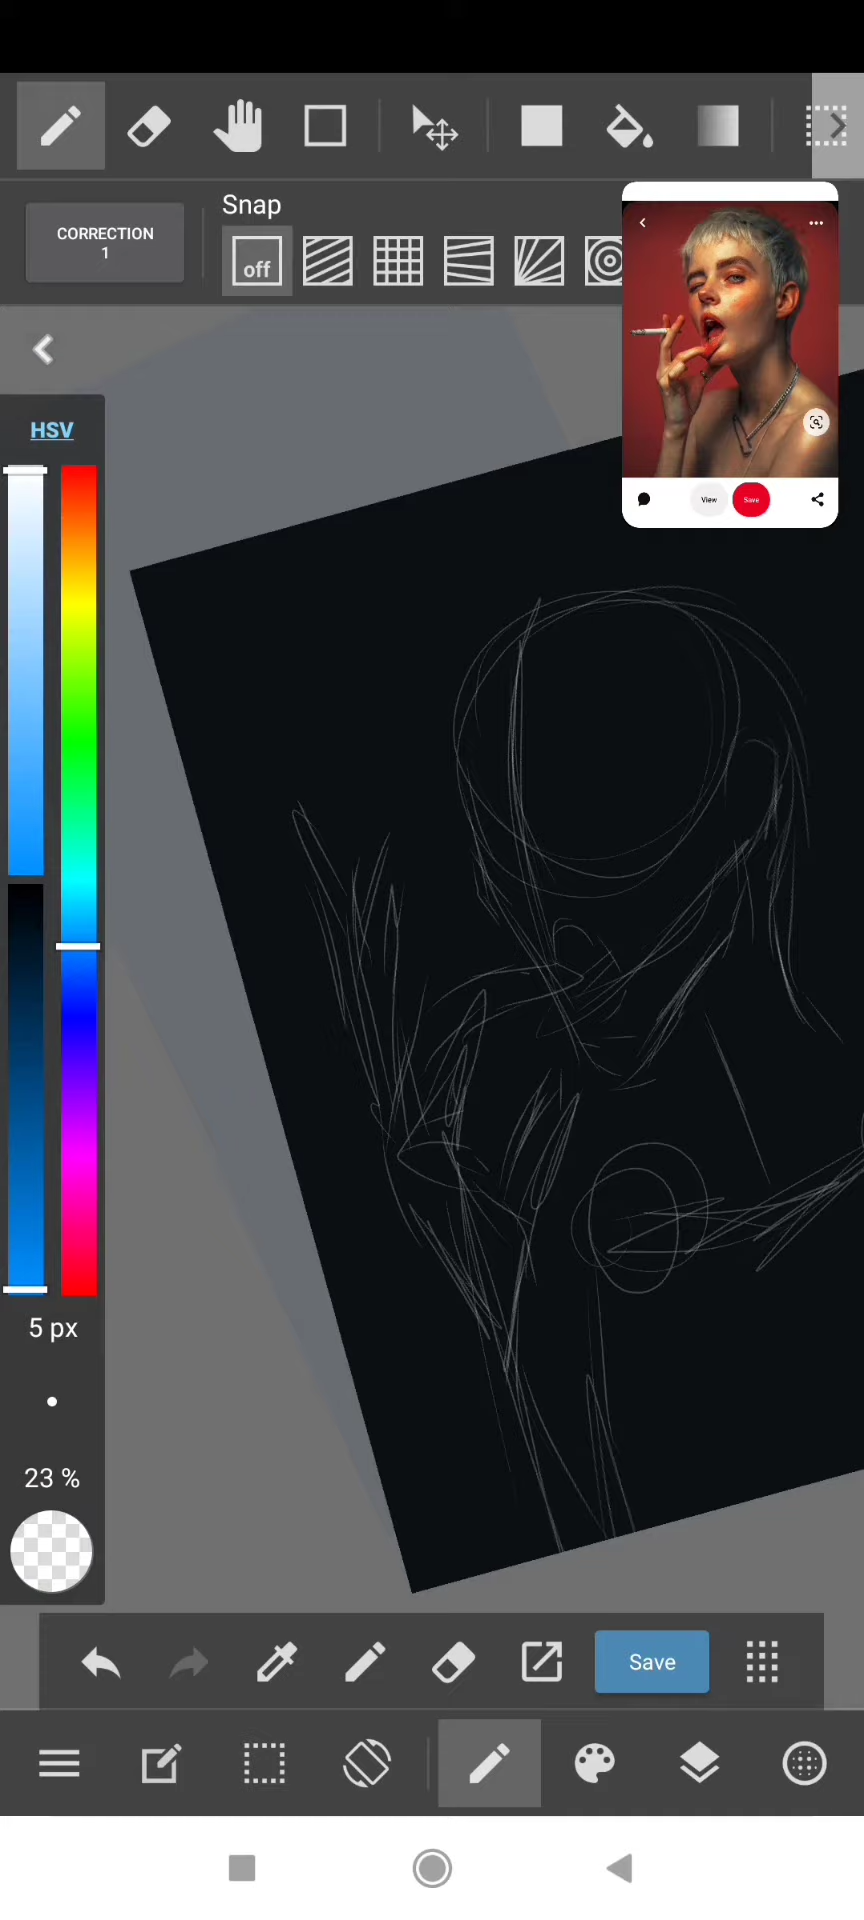 Snap
CORRECTION
1
off
HSV
View
Save
5 px
23 %
Save